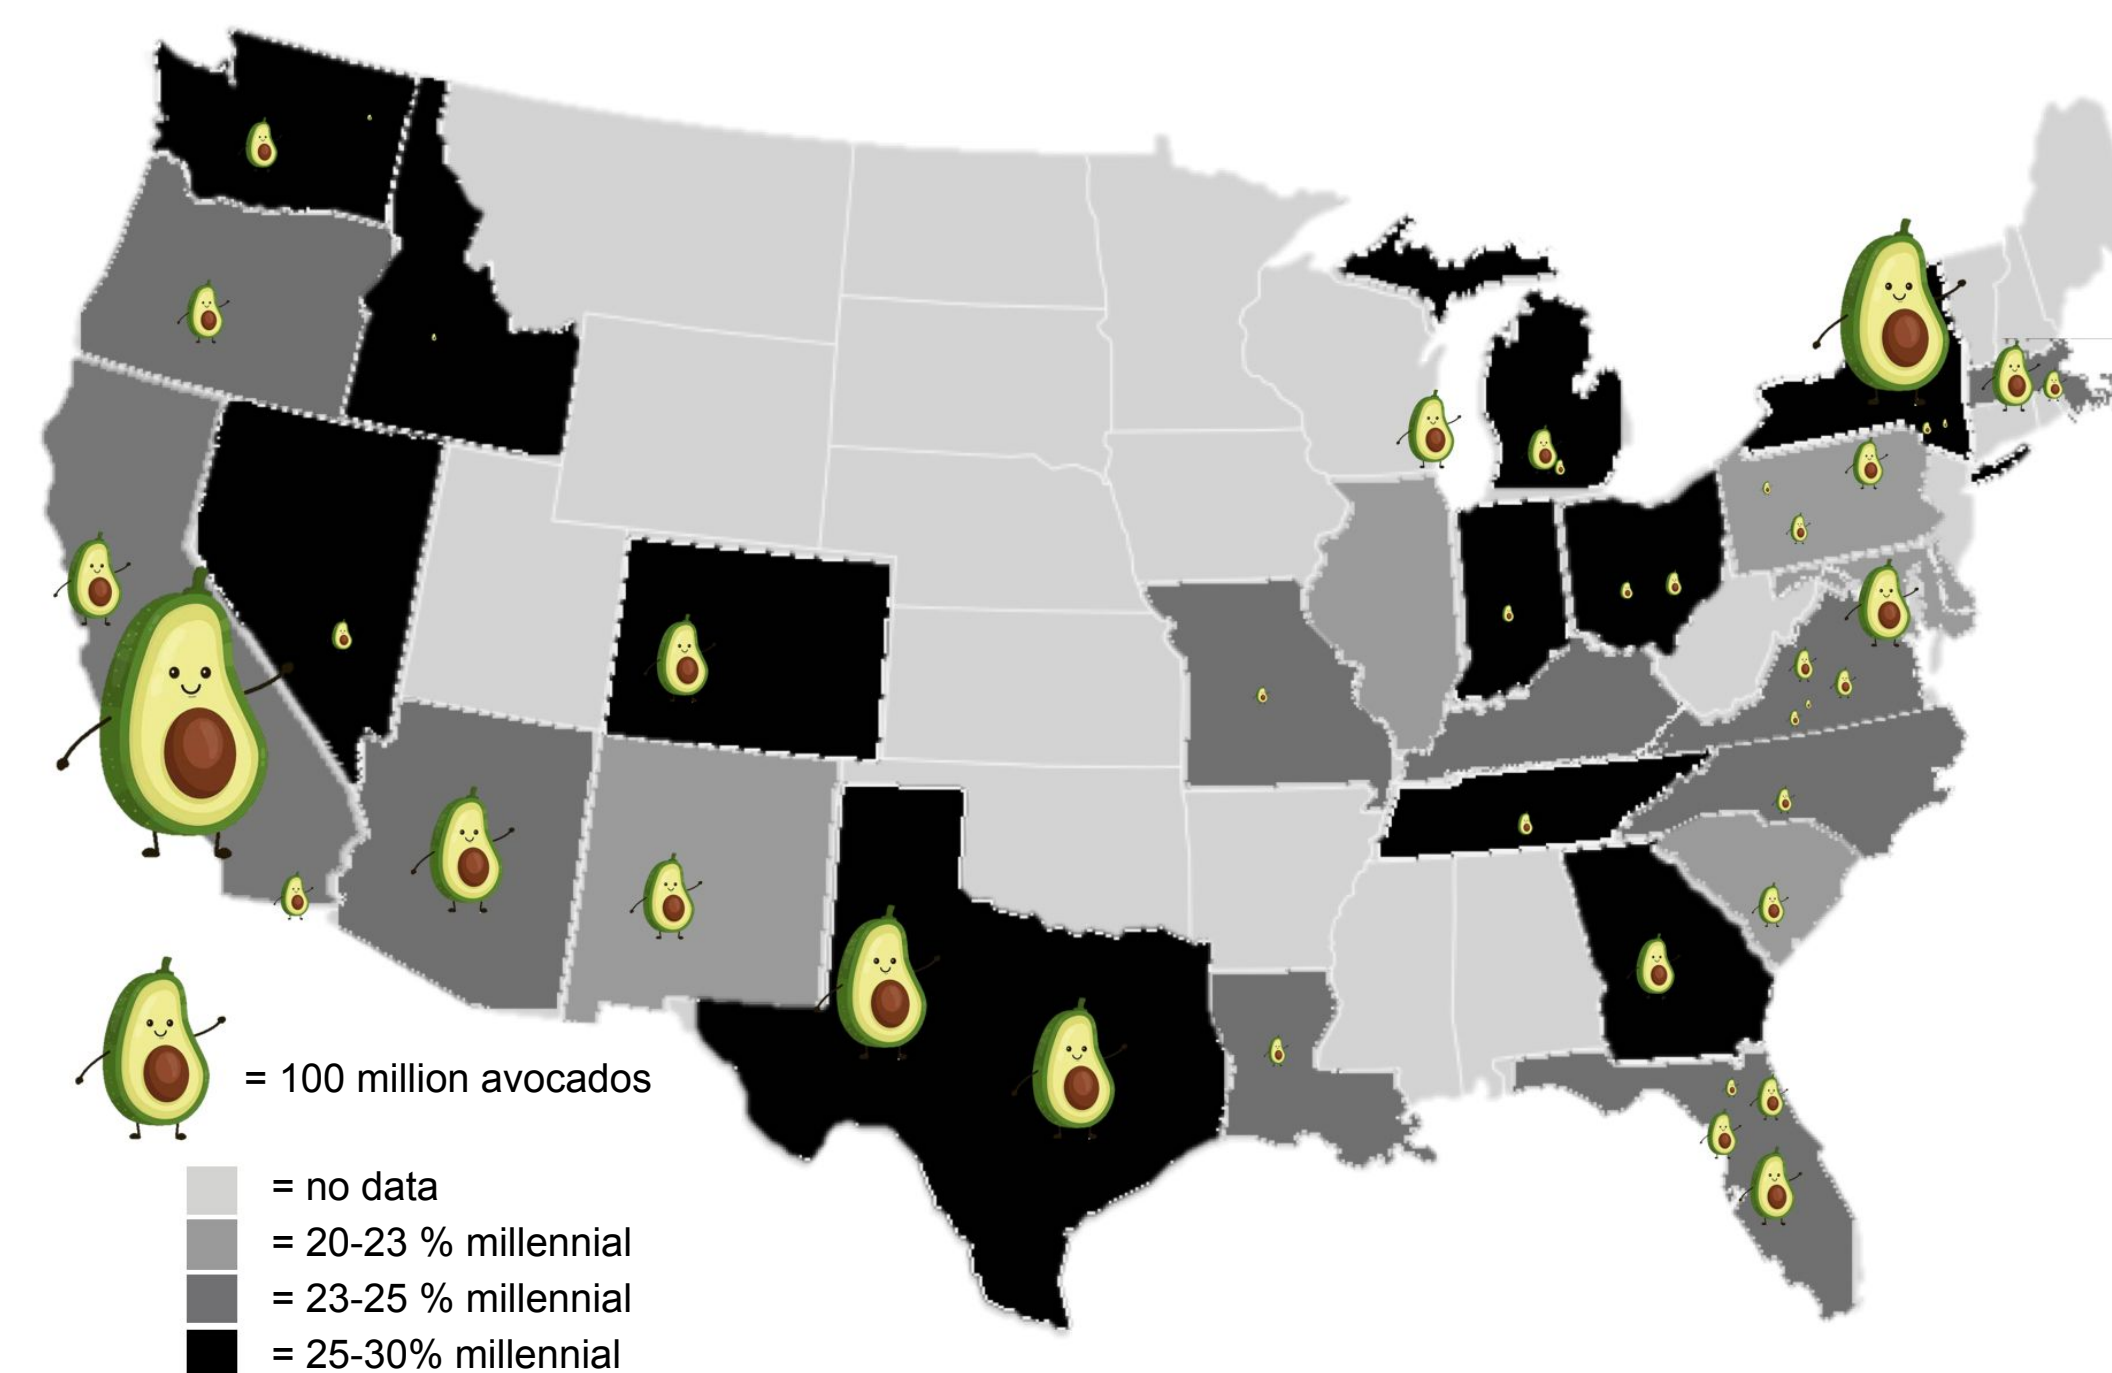 = 100 million avocados
= no data
= 20-23 % millennial
= 23-25 % millennial
= 25-30% millennial